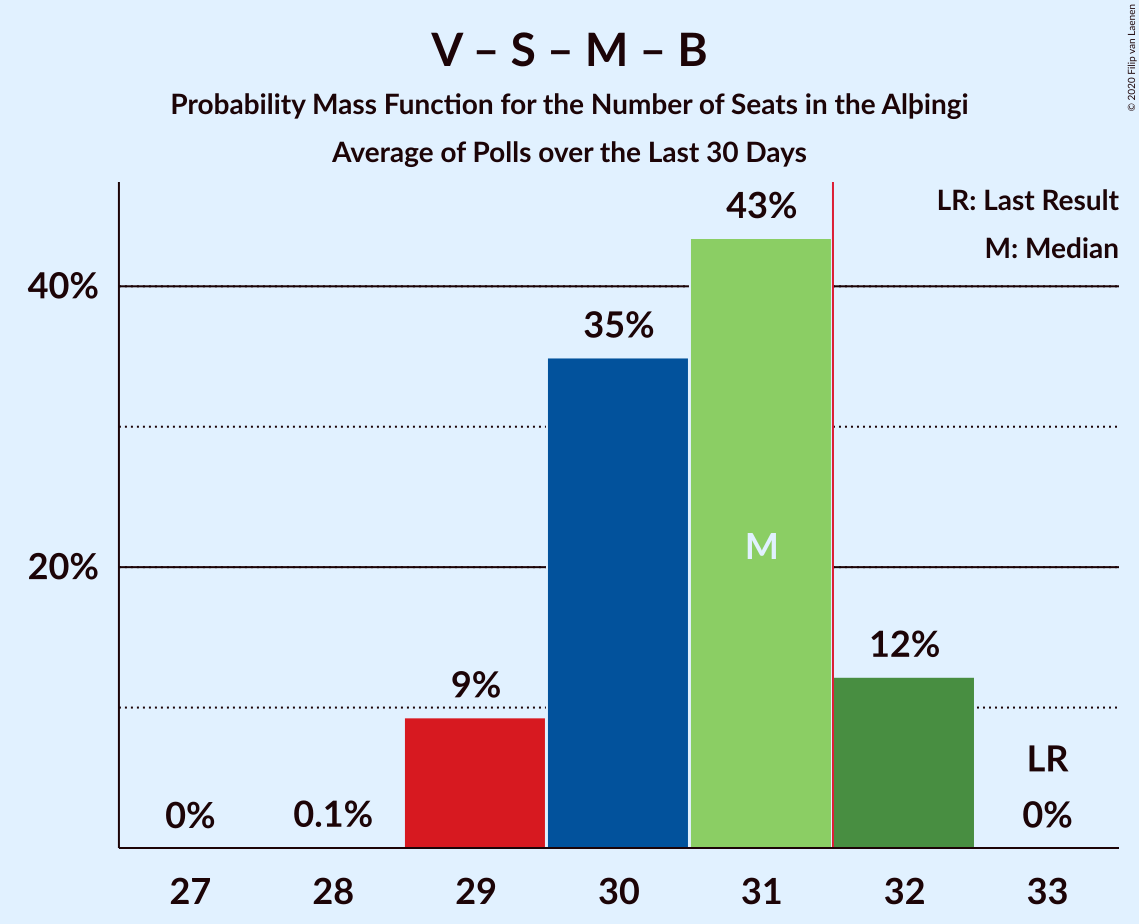 V – S – M – B
Probability Mass Function for the Number of Seats in the Alþingi
Average of Polls over the Last 30 Days
© 2020 Filip van Laenen
LR: Last Result
M: Median
43%
40%
35%
M
20%
12%
9%
LR
0%
0.1%
0%
27
28
29
30
31
32
33